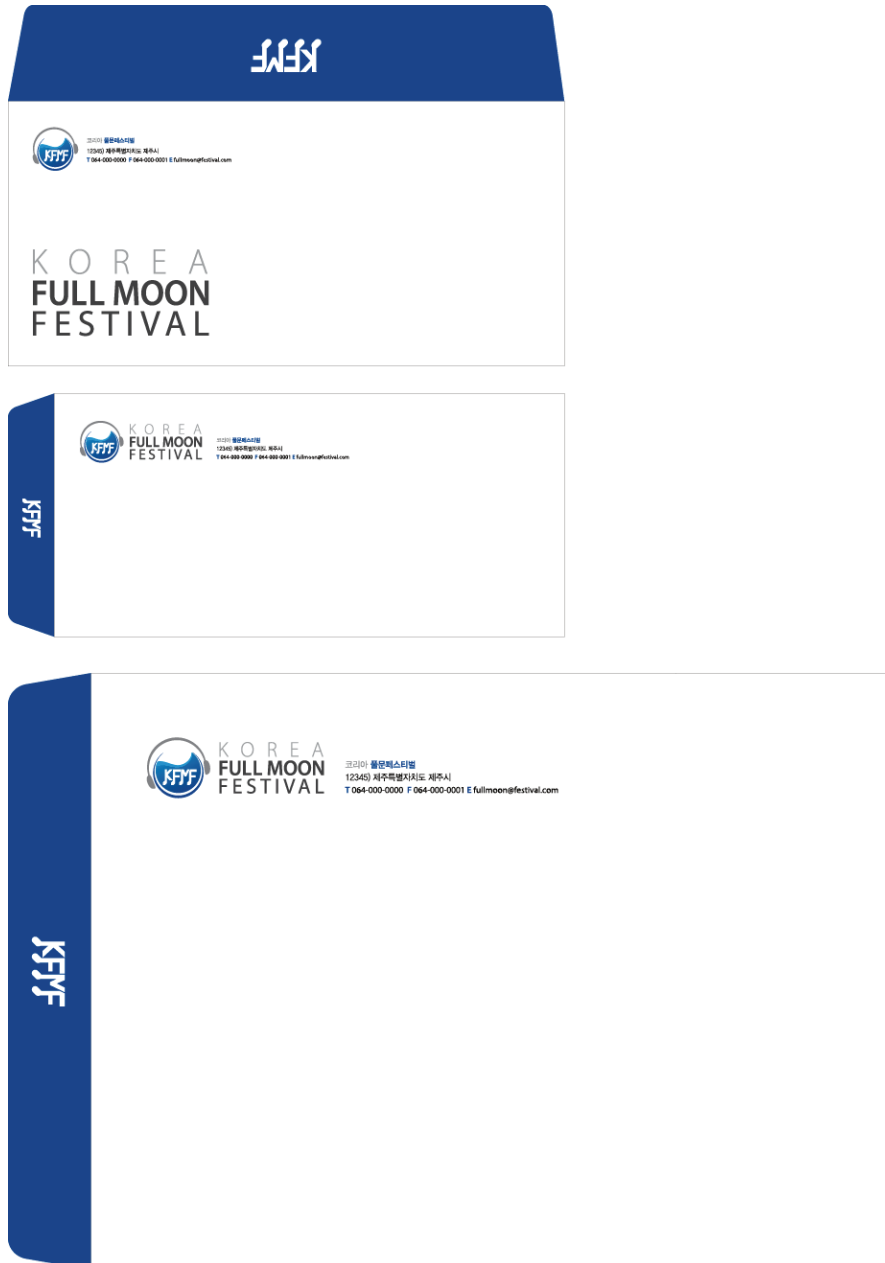 KFMF
KFMF
코리아 풀문페스티벌
12345) 제주특별자치도 제주시
T 064-000-0000 F 064-000-0001 E fullmoon@festival.com
KOREA
FULL MOON
FESTIVAL
KFMF
KFMF
KOREA
FULL MOON
FESTIVAL
코리아 풀문페스티벌
12345) 제주특별자치도 제주시
T 064-000-0000 F 064-000-0001 E fullmoon@festival.com
KFMF
KFMF
KOREA
FULL MOON
FESTIVAL
코리아 풀문페스티벌
12345) 제주특별자치도 제주시
T 064-000-0000 F 064-000-0001 E fullmoon@festival.com